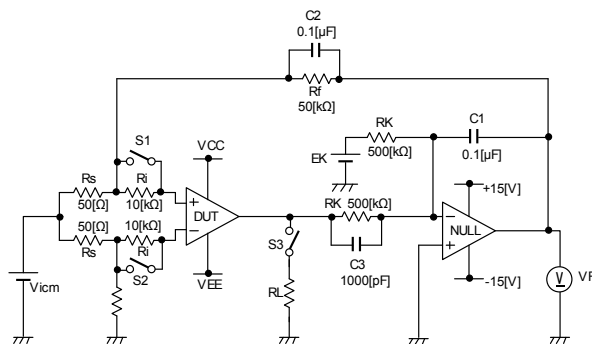 C2
0.1[µF]
Rf
50[kΩ]
RK
500[kΩ]
C1
0.1[µF]
EK
S1
VCC
Rs
50[Ω]
Ri
10[kΩ]
+
-
DUT
50[Ω]
Rs
10[kΩ]
Ri
S2
VEE
Vicm
S3
RL
RK
500[kΩ]
C3
1000[pF]
+15[V]
-
NULL
+
-15[V]
V
VF